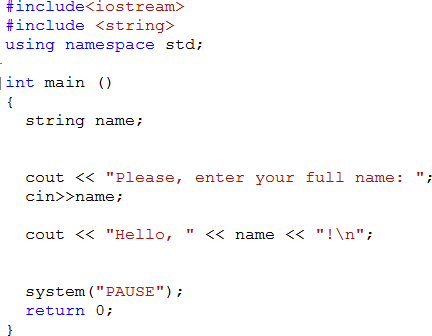 #include<iostream>
#include <string>
using namespace std;
int main ()
{
string name;
cout << "Please, enter your full name: ";
cin>>name;
cout << "Hello, " << name << "!\n";
system("PAUSE");
return 0;
}